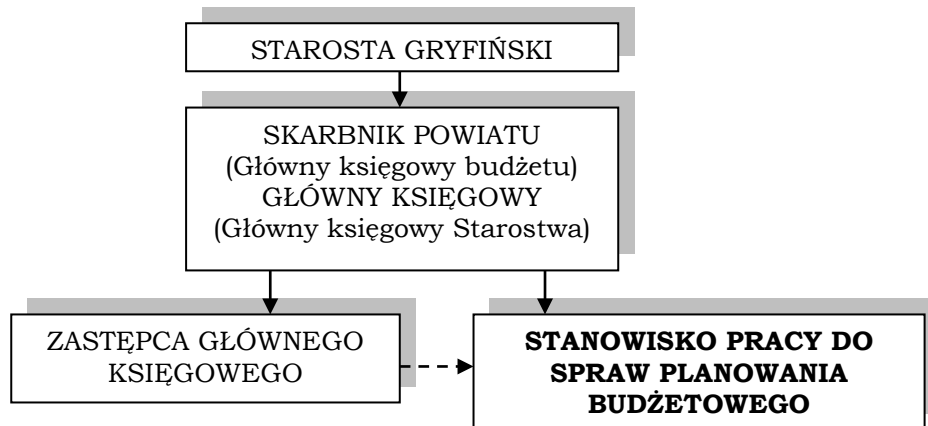 STAROSTA GRYFIŃSKI
SKARBNIK POWIATU
(Główny księgowy budżetu)
GŁÓWNY KSIĘGOWY
(Główny księgowy Starostwa)
ZASTĘPCA GŁÓWNEGO
KSIĘGOWEGO
STANOWISKO PRACY DO
SPRAW PLANOWANIA
BUDŻETOWEGO